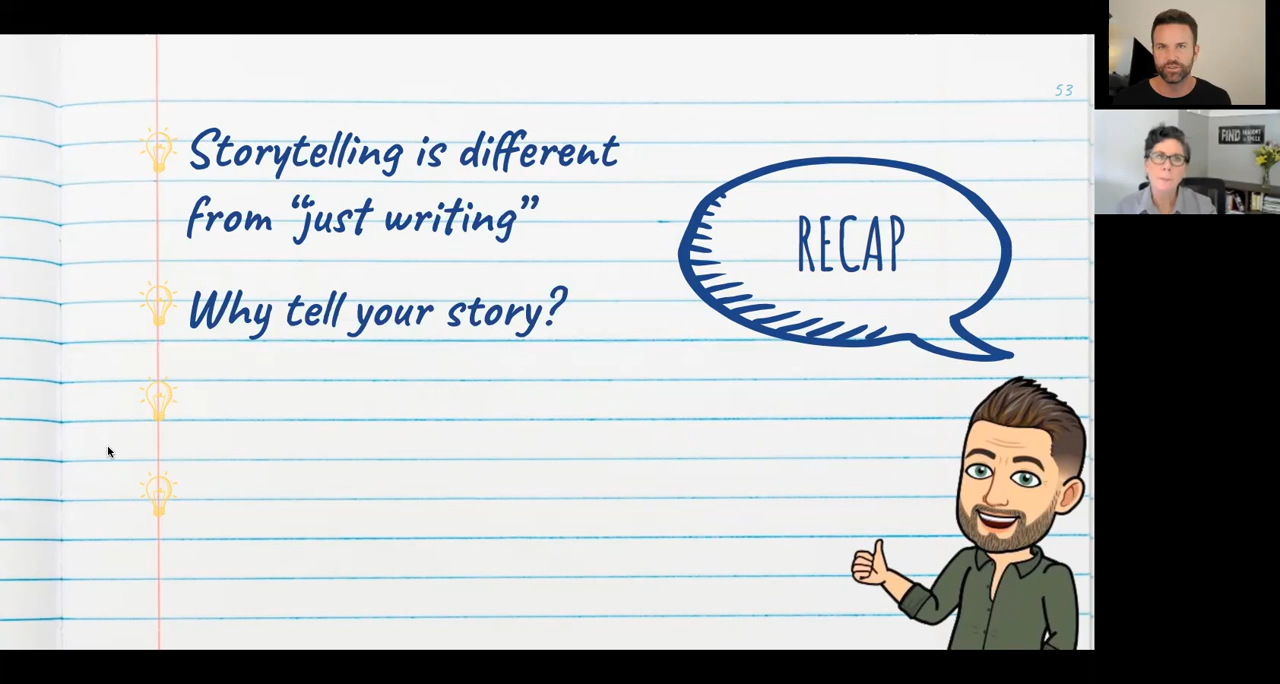 53
Storytelling is different
from “just writing”
Why tell your story?
RECAP
FIND